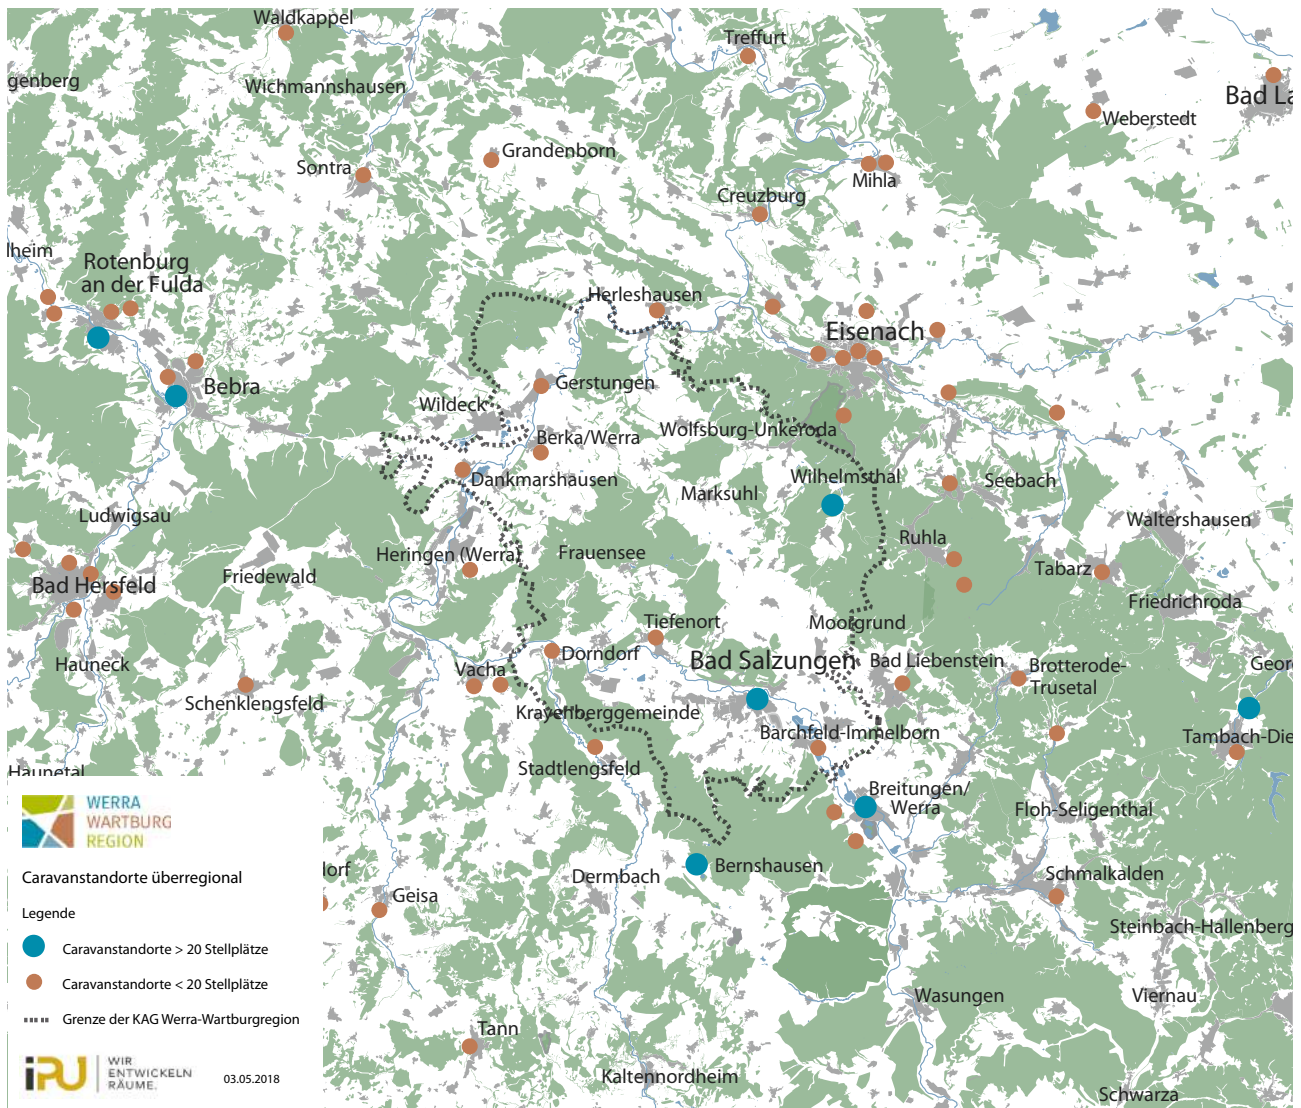 Waldkappel
Treffurt
genberg
Wichmannshausen
Bad La
Weberstedt
Grandenborn
Sontra
Mihla
Creuzburg
lheim
Rotenburg
an der Fulda
Herleshausen
Eisenach
Bebra
Gerstungen
Wildeck
Berka/Werra
Wolfsburg-Unkeroda
Dankmarshausen
Marksuhl
Wilhelmsthal
Seebach
Ludwigsau
Waltershausen
Ruhla
Heringen (Werra)
Frauensee
Tabarz
Bad Hersfeld
Friedewald
Friedrichroda
Tiefenort
Moorgrund
Dorndorf
Bad Salzungen
Bad Liebenstein
Brotterode-
Trusetal
Geor
Hauneck
Vacha
Schenklengsfeld
Krayenberggemeinde
Barchfeld-Immelborn
Tambach-Die
Stadtlengsfeld
Haunetal
Breitungen/
Werra
Floh-Seligenthal
Bernshausen
Dermbach
Schmalkalden
dorf
Geisa
Steinbach-Hallenberg
Wasungen
Viernau
Tann
Kaltennordheim
Schwarza
WERRA
WARTBURG
REGION
Caravanstandorte überregional
Legende
Caravanstandorte > 20 Stellplätze
Caravanstandorte < 20 Stellplätze
Grenze der KAG Werra-Wartburgregion
IPU
WIR
ENTWICKELN
RÄUME.
03.05.2018